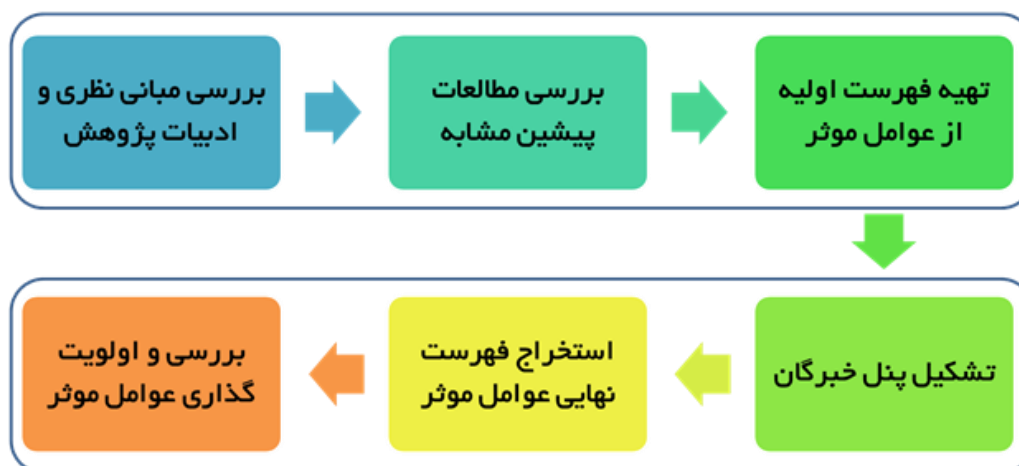 بررسی مبانی نظری و
ادبیات پژوهش
بررسی مطالعات
پیشین مشابه
تهیه فهرست اولیه
از عوامل موثر
تشکیل پنل خبرگان
استخراج فهرست
نهایی عوامل موثر
بررسی و اولویت
گذاری عوامل موثر